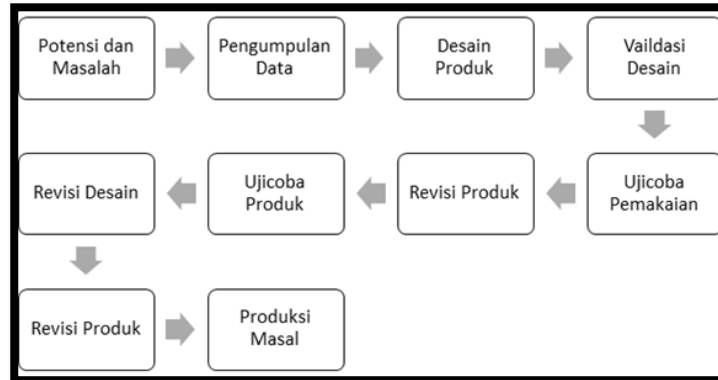 Potensi dan
Masalah
Pengumpulan
Data
Desain
Produk
Vaildasi
Desain
Ujicoba
Pemakaian
Revisi Produk
Ujicoba
Produk
Revisi Desain
Revisi Produk
Produksi
Masal